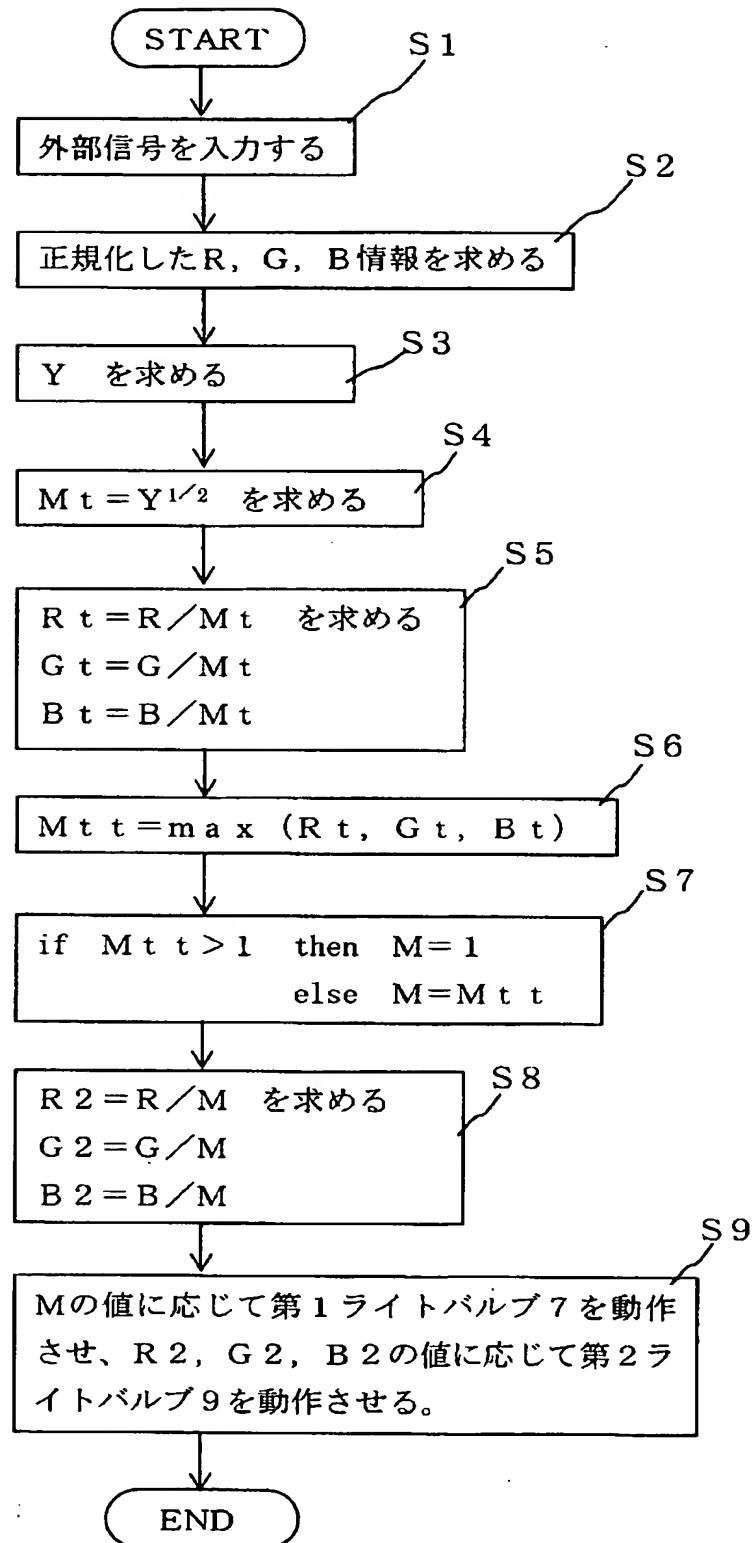 START
S1
外部信号を入力する
S2
正規化したR, G, B情報を求める
S3
Y を求める
S4
Mt=Y^{1/2} を求める
S5
Rt=R/Mt を求める
Gt=G/Mt
Bt=B/Mt
S6
Mtt=max (Rt, Gt, Bt)
S7
if Mtt>1 then M=1
else M=Mtt
S8
R2=R/M を求める
G2=G/M
B2=B/M
S9
Mの値に応じて第1ライトバルブ7を動作
させ、R2, G2, B2の値に応じて第2ラ
イトバルブ9を動作させる。
END